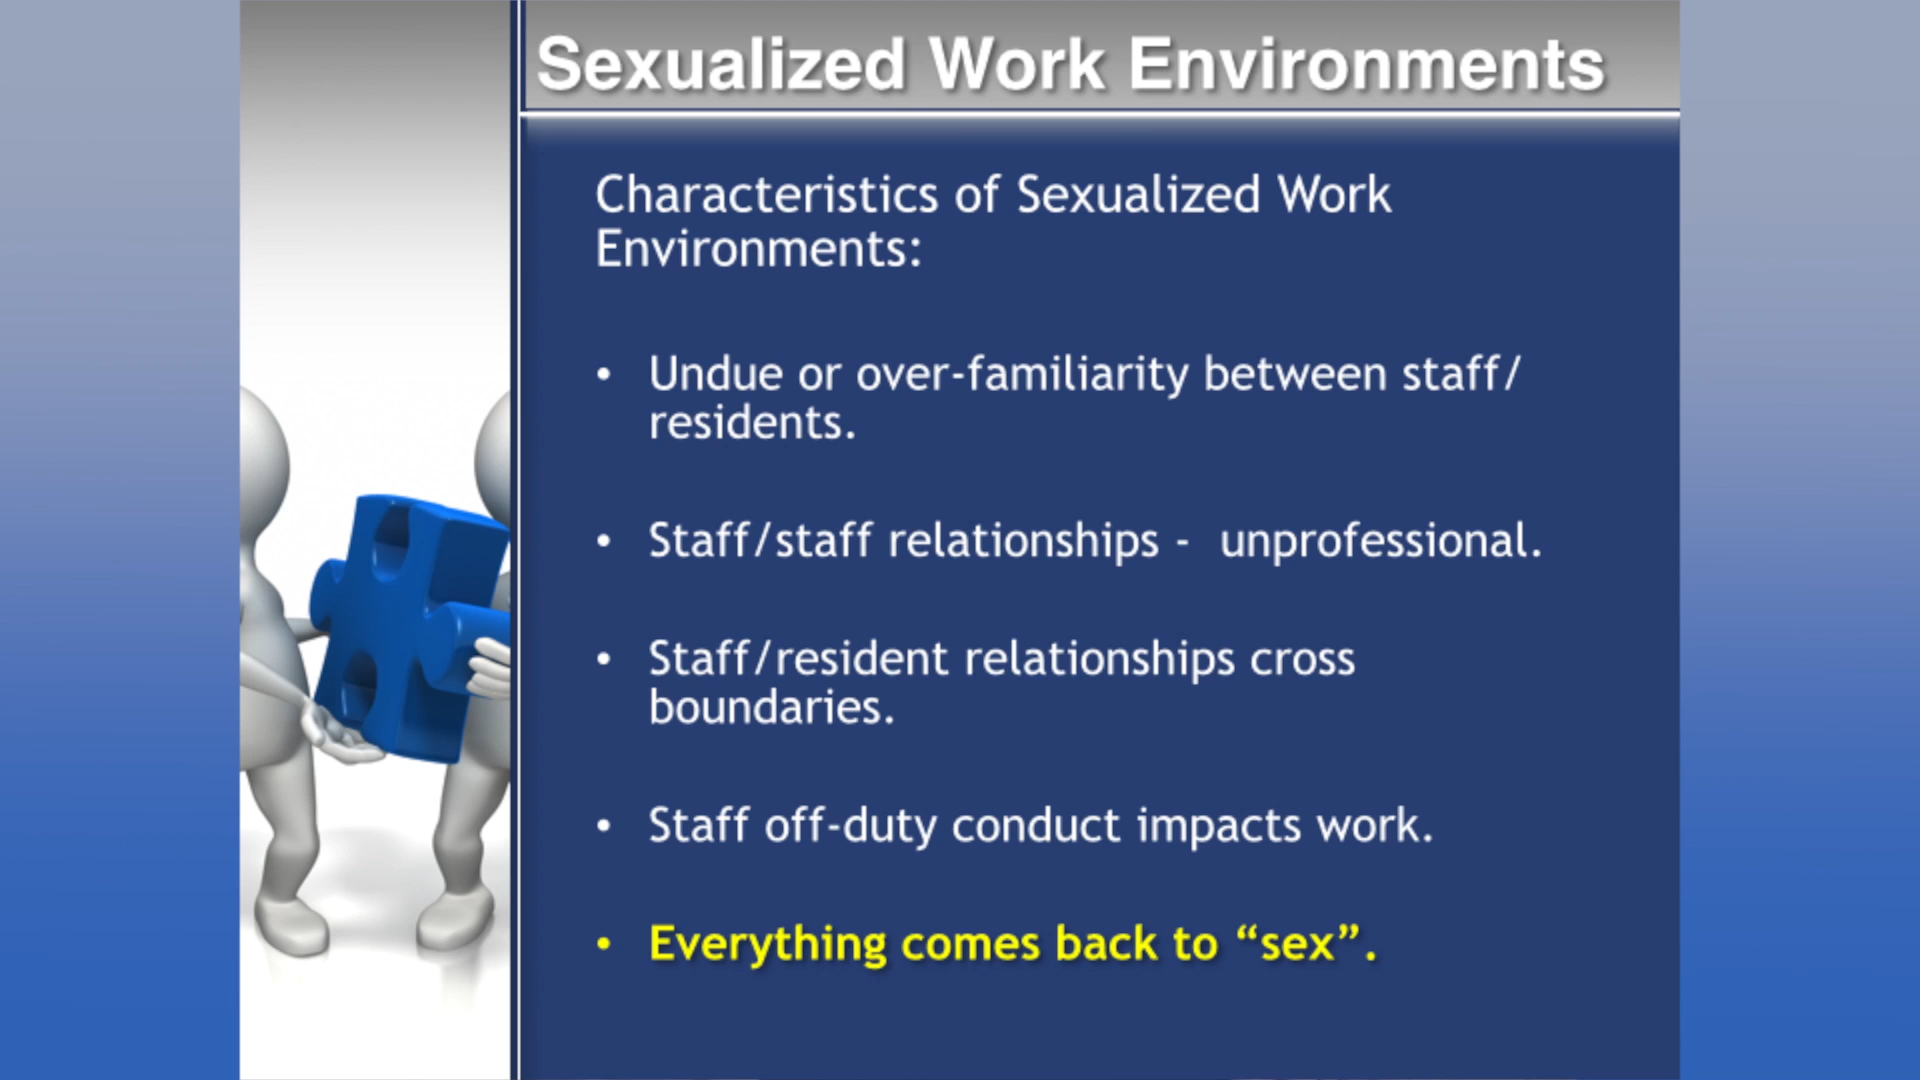 Sexualized Work Environments
Characteristics of Sexualized Work
Environments:
• Undue or over-familiarity between staff/
residents.
• Staff/staff relationships -  unprofessional.
• Staff/resident relationships cross
boundaries.
• Staff off-duty conduct impacts work.
• Everything comes back to “sex”.